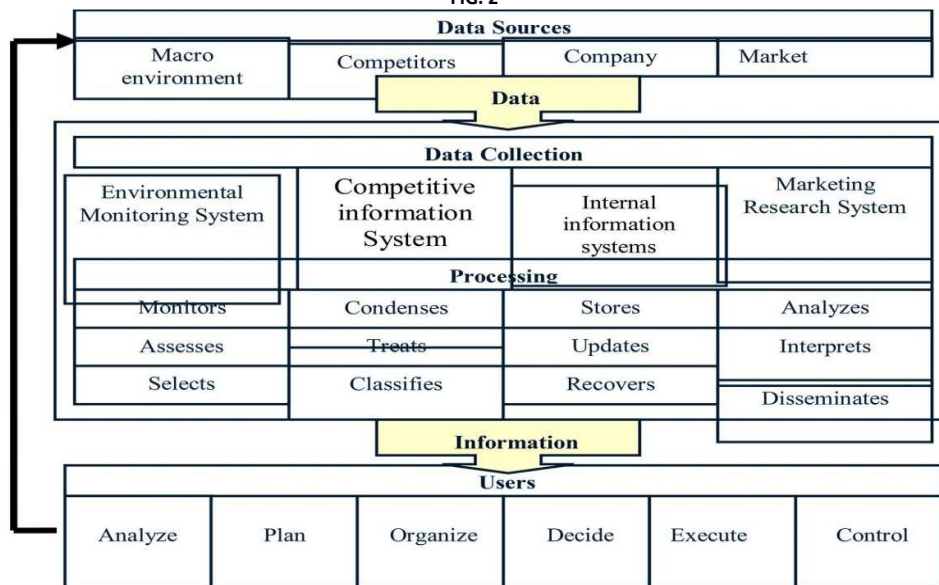 FIG. 2
Data Sources
Macro
environment
Competitors
Company
Market
Data
Data Collection
Environmental
Monitoring System
Competitive
information
System
Internal
information
systems
Marketing
Research System
Processing
Monitors
Condenses
Stores
Analyzes
Assesses
Treats
Updates
Interprets
Selects
Classifies
Recovers
Disseminates
Information
Users
Analyze
Plan
Organize
Decide
Execute
Control